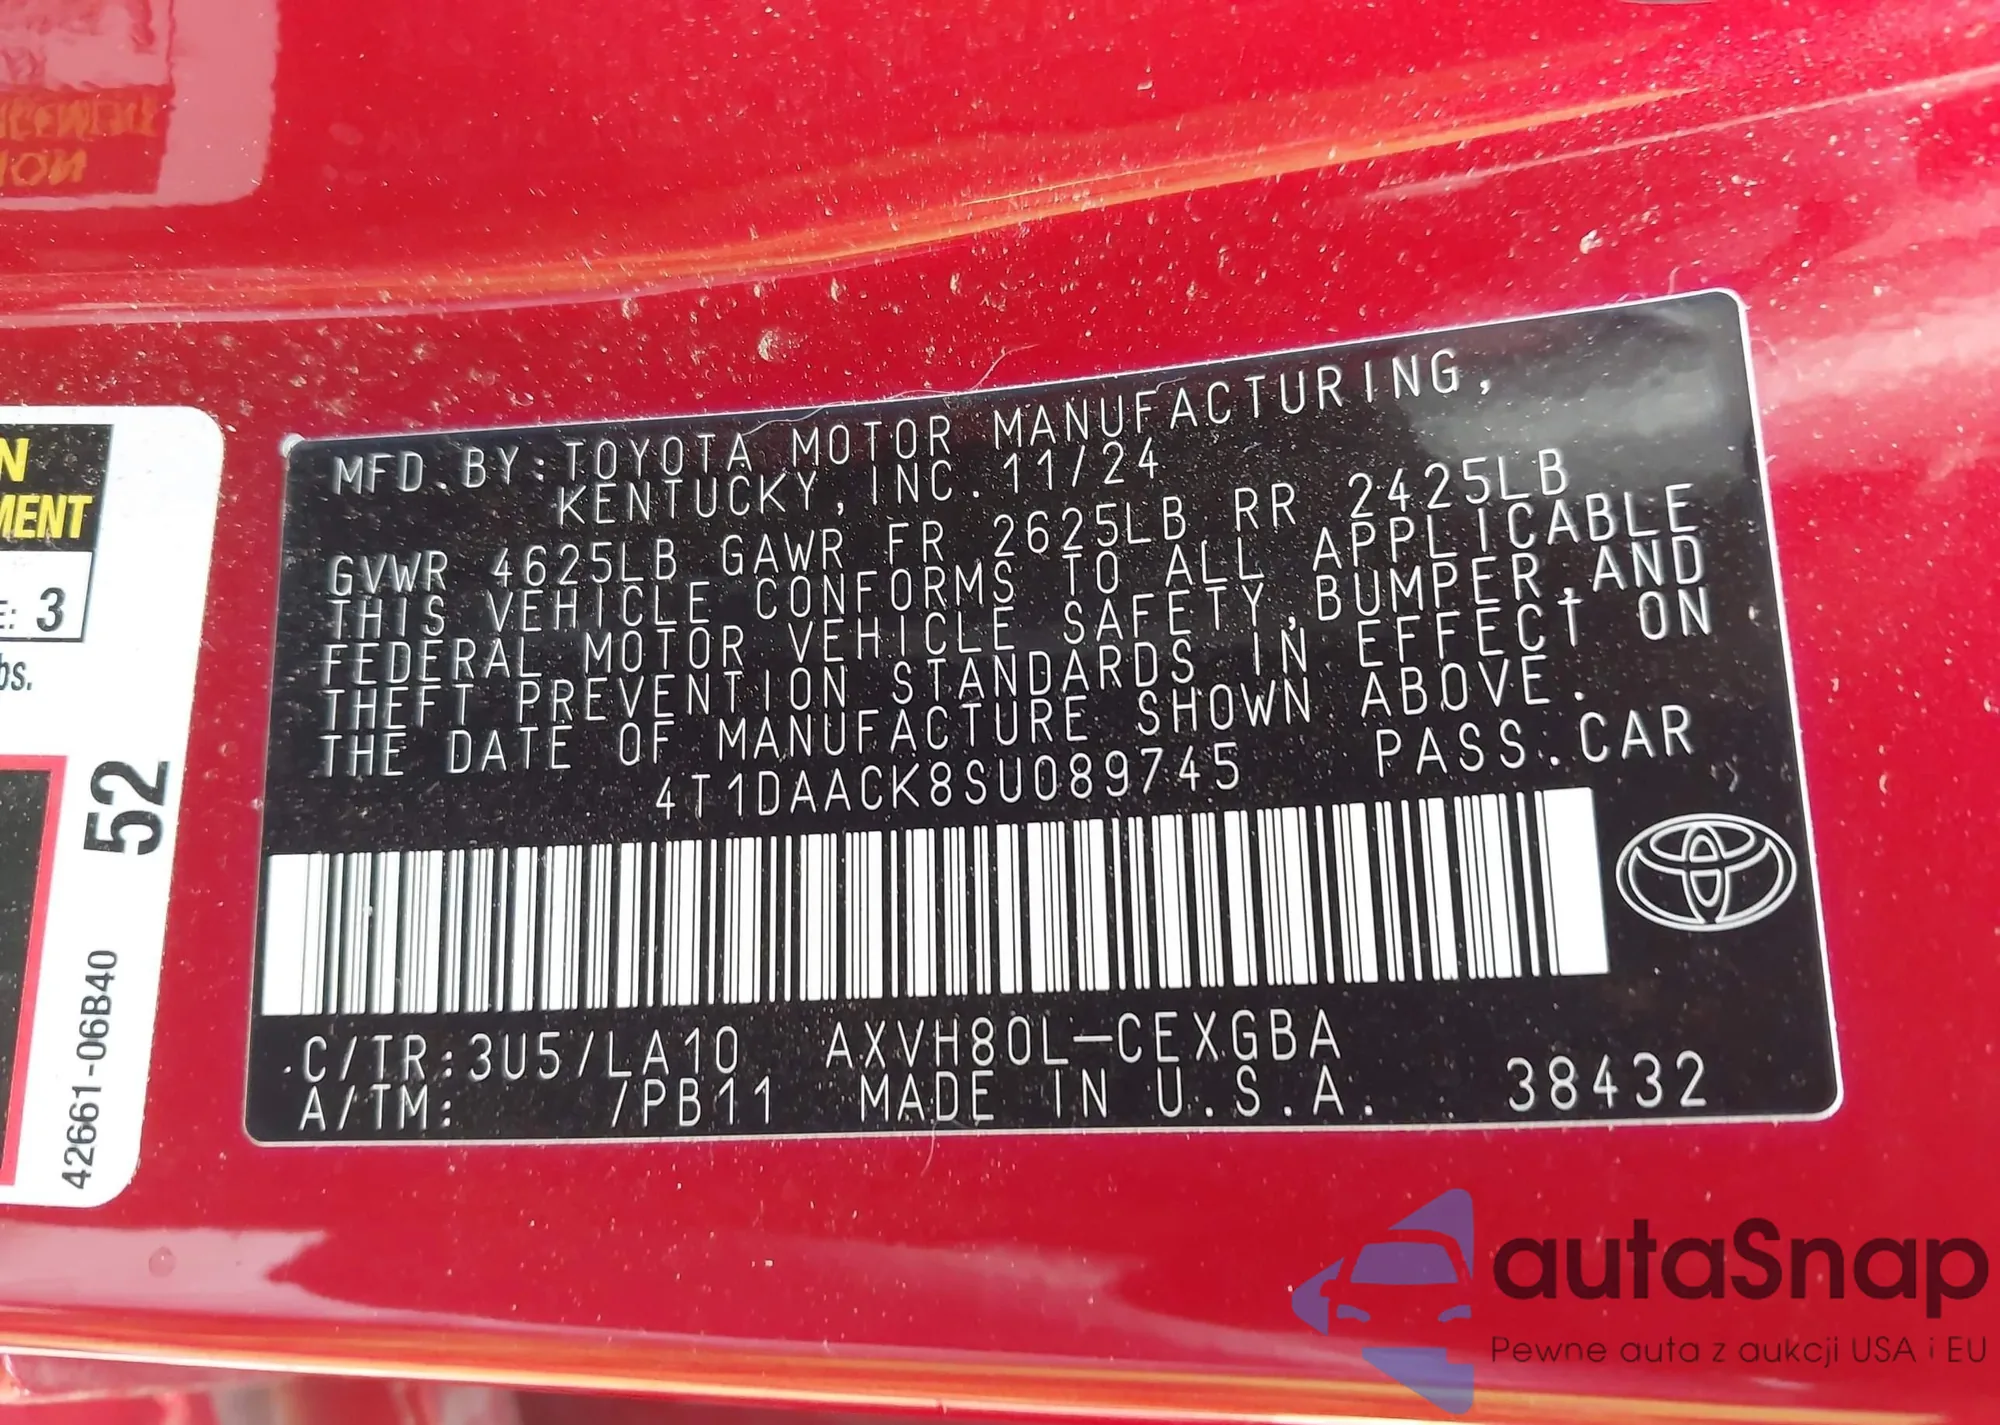 MFD.BY:TOYOTA MOTOR MANUFACTURING,
KENTUCKY,INC.11/24
GVWR 4625LB GAWR FR 2625LB RR 2425LB
THIS VEHICLE CONFORMS TO ALL APPLICABLE
FEDERAL MOTOR VEHICLE SAFETY,BUMPER,AND
THEFT PREVENTION STANDARDS IN EFFECT ON
THE DATE OF MANUFACTURE SHOWN ABOVE.
4T1DAACK8SU089745 PASS.CAR
C/TR:3U5/LA10 AXVH80L-CEXGBA
A/TM: /PB11 MADE IN U.S.A. 38432
N
MENT
E: 3
bs.
52
42661-06B40
autaSnap
Pewne auta z aukcji USA i EU